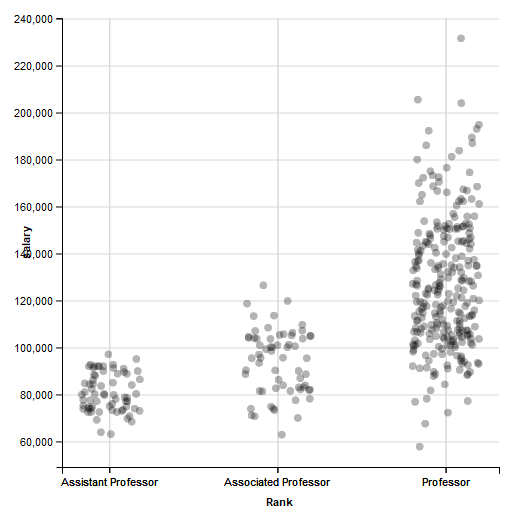 240,000
220,000
200,000
180,000
160,000
140,000
120,000
100,000
80,000
60,000
Salary
Assistant Professor
Associated Professor
Professor
Rank